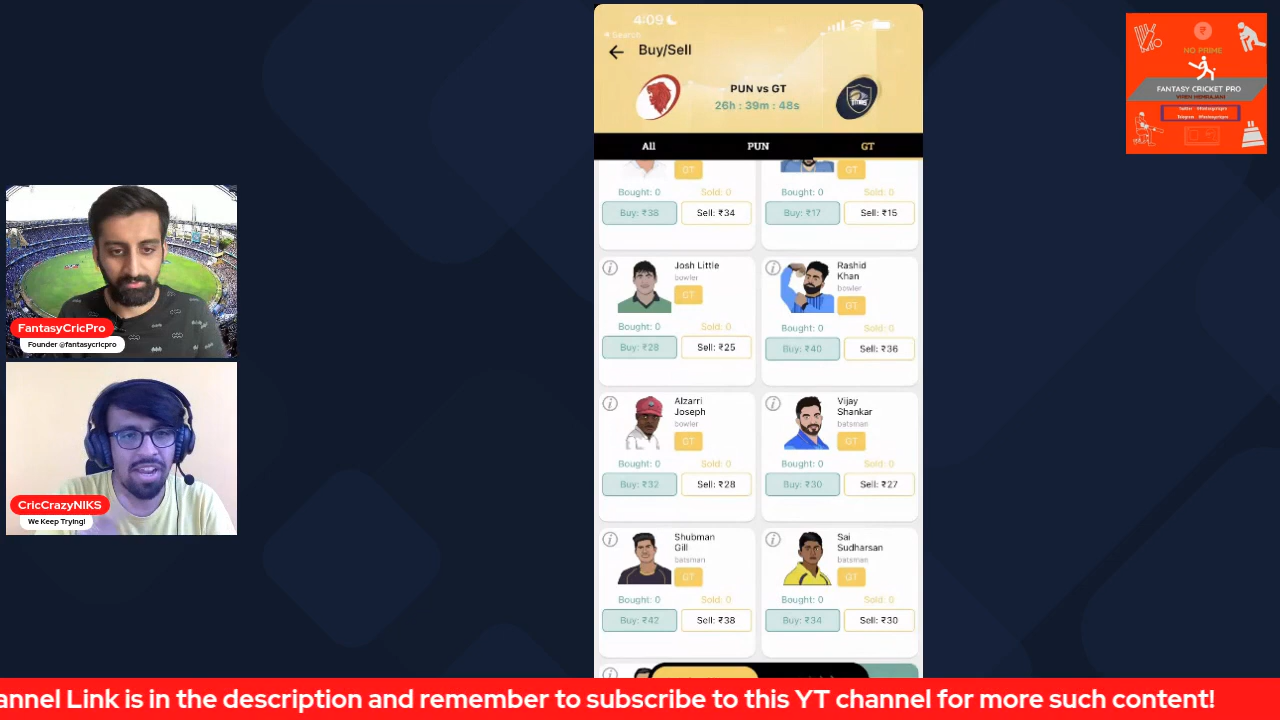 4:09
Search
Buy/Sell
PUN vs GT
26h : 39m : 48s
All PUN GT
GT GT
Bought: 0 Sold: 0 Bought: 0 Sold: 0
Buy: ₹38 Sell: ₹34 Buy: ₹17 Sell: ₹15
Josh Little
bowler
GT
Bought: 0 Sold: 0
Buy: ₹28 Sell: ₹25
Rashid
Khan
bowler
GT
Bought: 0 Sold: 0
Buy: ₹40 Sell: ₹36
Alzarri
Joseph
bowler
GT
Bought: 0 Sold: 0
Buy: ₹32 Sell: ₹28
Vijay
Shankar
batsman
GT
Bought: 0 Sold: 0
Buy: ₹30 Sell: ₹27
Shubman
Gill
batsman
GT
Bought: 0 Sold: 0
Buy: ₹42 Sell: ₹38
Sai
Sudharsan
batsman
GT
Bought: 0 Sold: 0
Buy: ₹34 Sell: ₹30
FantasyCricPro
Founder @fantasycricpro
CricCrazyNIKS
We Keep Trying!
NO PRIME
FANTASY CRICKET PRO
annel Link is in the description and remember to subscribe to this YT channel for more such content!